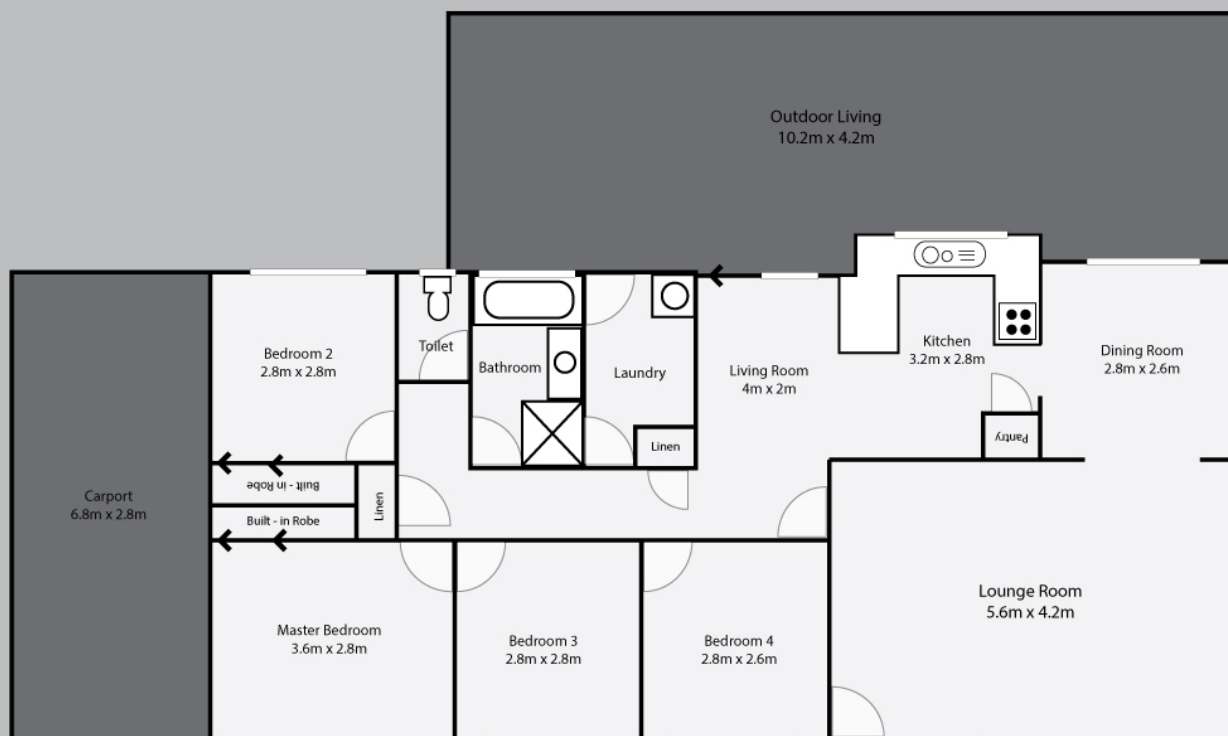 Outdoor Living
10.2m x 4.2m
Toilet
Bedroom 2
2.8m x 2.8m
Bathroom
Laundry
Living Room
4m x 2m
Kitchen
3.2m x 2.8m
Dining Room
2.8m x 2.6m
Pantry
Linen
Built - in Robe
Linen
Built - in Robe
Carport
6.8m x 2.8m
Master Bedroom
3.6m x 2.8m
Bedroom 3
2.8m x 2.8m
Bedroom 4
2.8m x 2.6m
Lounge Room
5.6m x 4.2m